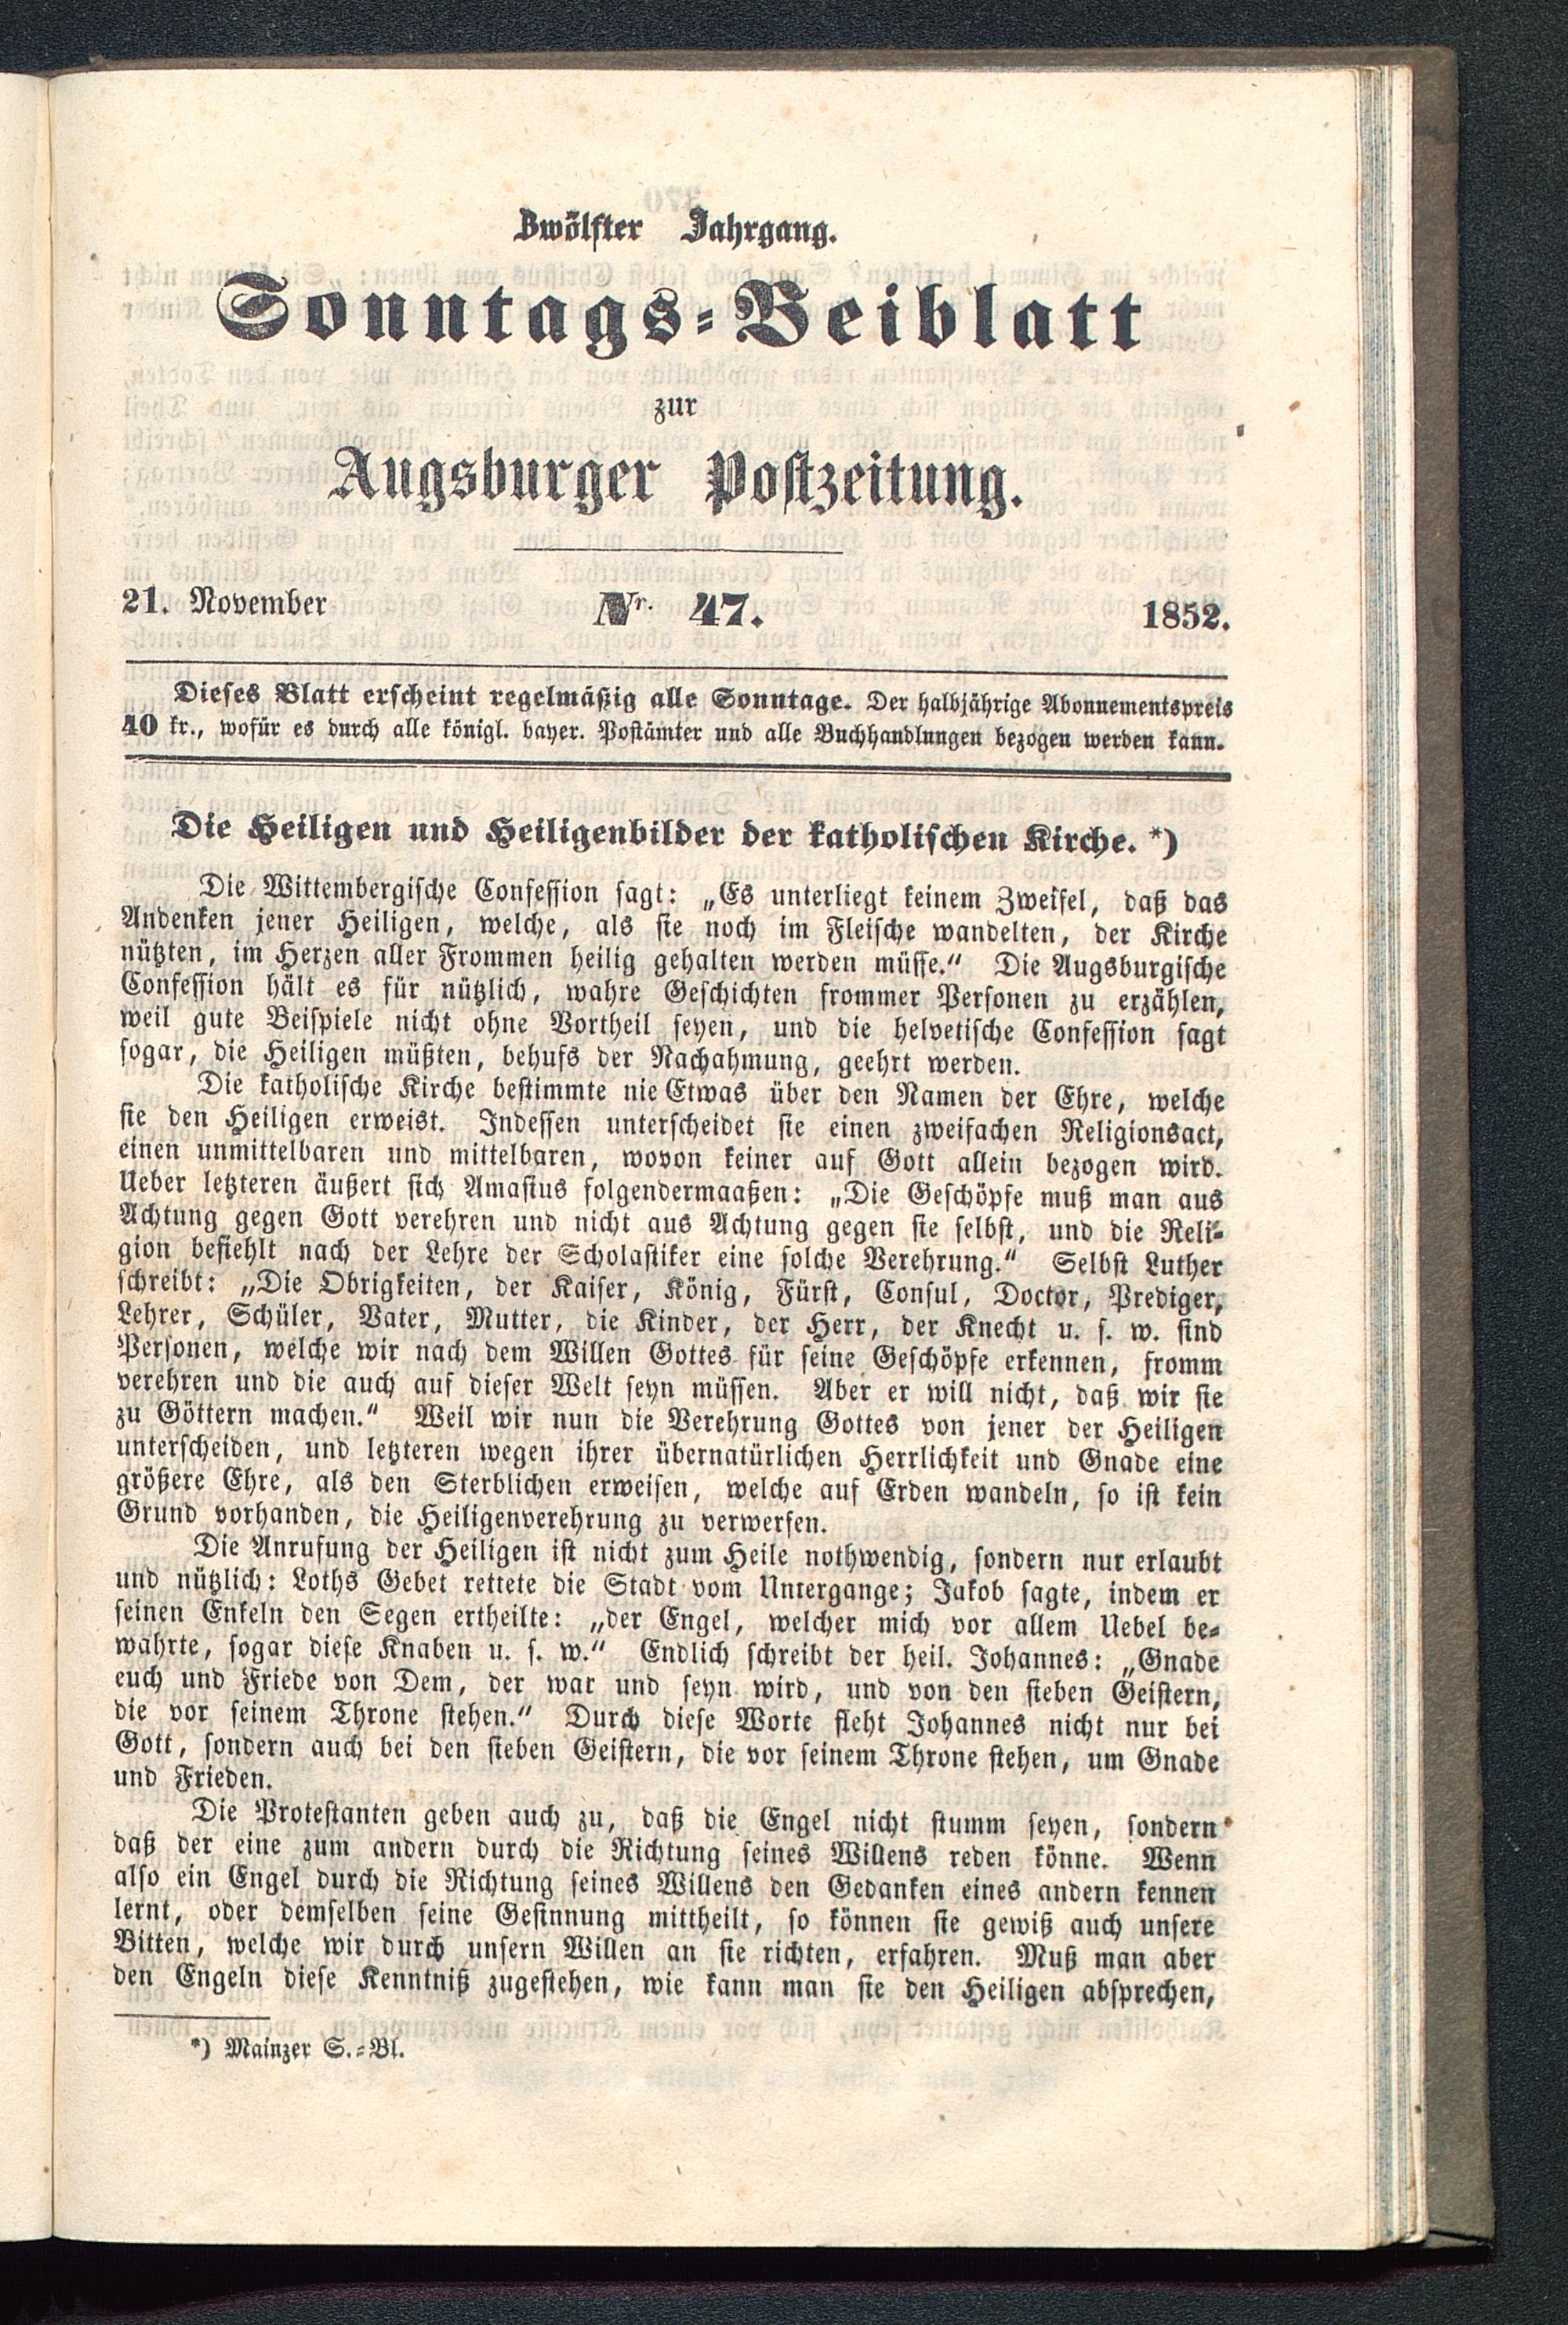 Zwölfter Jahrgang.
Sonntags-Beiblatt
zur
Augsburger Postzeitung.
21. November Nr. 47. 1852.
Dieses Blatt erscheint regelmäßig alle Sonntage. Der halbjährige Abonnementspreis
40 kr., wofür es durch alle königl. bayer. Postämter und alle Buchhandlungen bezogen werden kann.
Die Heiligen und Heiligenbilder der katholischen Kirche. *)
Die Wittembergische Confession sagt: „Es unterliegt keinem Zweifel, daß das
Andenken jener Heiligen, welche, als sie noch im Fleische wandelten, der Kirche
nützten, im Herzen aller Frommen heilig gehalten werden müsse.“ Die Augsburgische
Confession hält es für nützlich, wahre Geschichten frommer Personen zu erzählen,
weil gute Beispiele nicht ohne Vortheil seyen, und die helvetische Confession sagt
sogar, die Heiligen müßten, behufs der Nachahmung, geehrt werden.
Die katholische Kirche bestimmte nie Etwas über den Namen der Ehre, welche
sie den Heiligen erweist. Indessen unterscheidet sie einen zweifachen Religionsact,
einen unmittelbaren und mittelbaren, wovon keiner auf Gott allein bezogen wird.
Ueber letzteren äußert sich Amasius folgendermaaßen: „Die Geschöpfe muß man aus
Achtung gegen Gott verehren und nicht aus Achtung gegen sie selbst, und die Reli-
gion befiehlt nach der Lehre der Scholastiker eine solche Verehrung.“ Selbst Luther
schreibt: „Die Obrigkeiten, der Kaiser, König, Fürst, Consul, Doctor, Prediger,
Lehrer, Schüler, Vater, Mutter, die Kinder, der Herr, der Knecht u. s. w. sind
Personen, welche wir nach dem Willen Gottes für seine Geschöpfe erkennen, fromm
verehren und die auch auf dieser Welt seyn müssen. Aber er will nicht, daß wir sie
zu Göttern machen.“ Weil wir nun die Verehrung Gottes von jener der Heiligen
unterscheiden, und letzteren wegen ihrer übernatürlichen Herrlichkeit und Gnade eine
größere Ehre, als den Sterblichen erweisen, welche auf Erden wandeln, so ist kein
Grund vorhanden, die Heiligenverehrung zu verwerfen.
Die Anrufung der Heiligen ist nicht zum Heile nothwendig, sondern nur erlaubt
und nützlich: Loths Gebet rettete die Stadt vom Untergange; Jakob sagte, indem er
seinen Enkeln den Segen ertheilte: „der Engel, welcher mich vor allem Uebel be-
wahrte, sogar diese Knaben u. s. w.“ Endlich schreibt der heil. Johannes: „Gnade
euch und Friede von Dem, der war und seyn wird, und von den sieben Geistern,
die vor seinem Throne stehen.“ Durch diese Worte fleht Johannes nicht nur bei
Gott, sondern auch bei den sieben Geistern, die vor seinem Throne stehen, um Gnade
und Frieden.
Die Protestanten geben auch zu, daß die Engel nicht stumm seyen, sondern
daß der eine zum andern durch die Richtung seines Willens reden könne. Wenn
also ein Engel durch die Richtung seines Willens den Gedanken eines andern kennen
lernt, oder demselben seine Gesinnung mittheilt, so können sie gewiß auch unsere
Bitten, welche wir durch unsern Willen an sie richten, erfahren. Muß man aber
den Engeln diese Kenntniß zugestehen, wie kann man sie den Heiligen absprechen,
*) Mainzer S.-Bl.